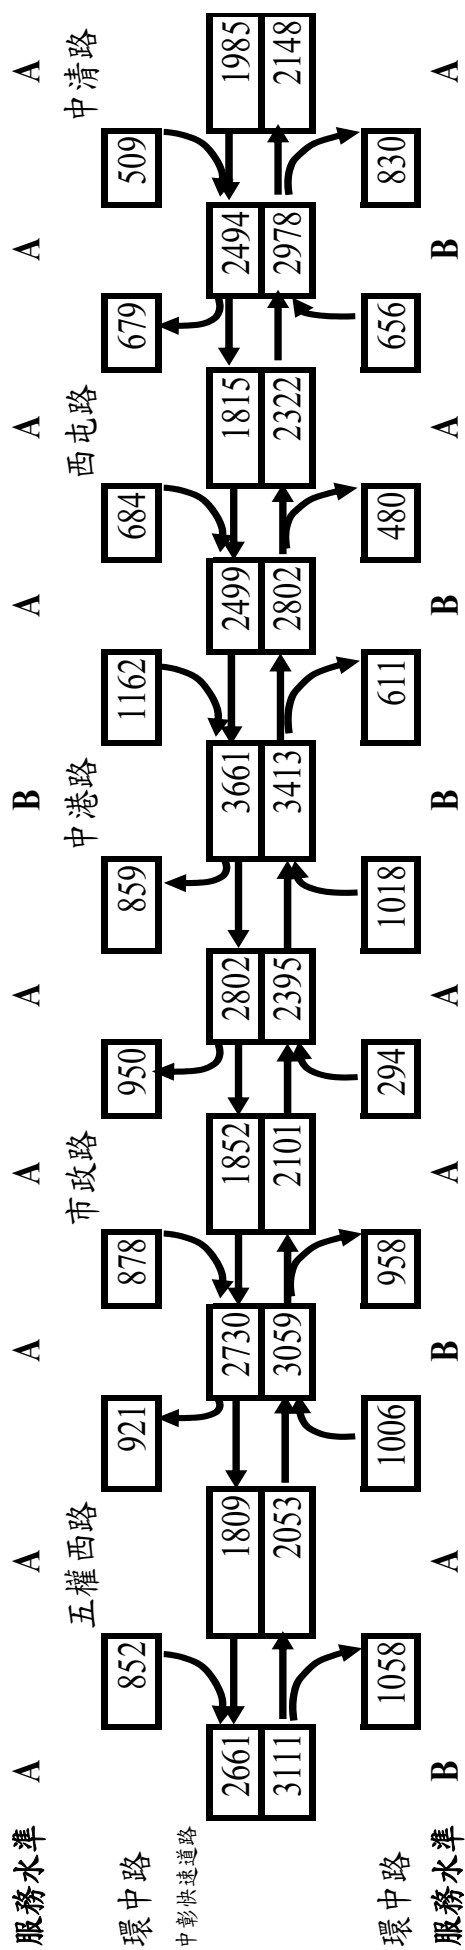 服務水準 A A A A A B A A A A
五權西路 市政路 中港路 西屯路 中清路
環中路 852 921 878 950 859 1162 684 679 509
中彰快速道路 2661 1809 2730 1852 2802 3661 2499 1815 2494 1985
3111 2053 3059 2101 2395 3413 2802 2322 2978 2148
環中路 1058 1006 958 294 1018 611 480 656 830
服務水準 B A B A A B B A B A